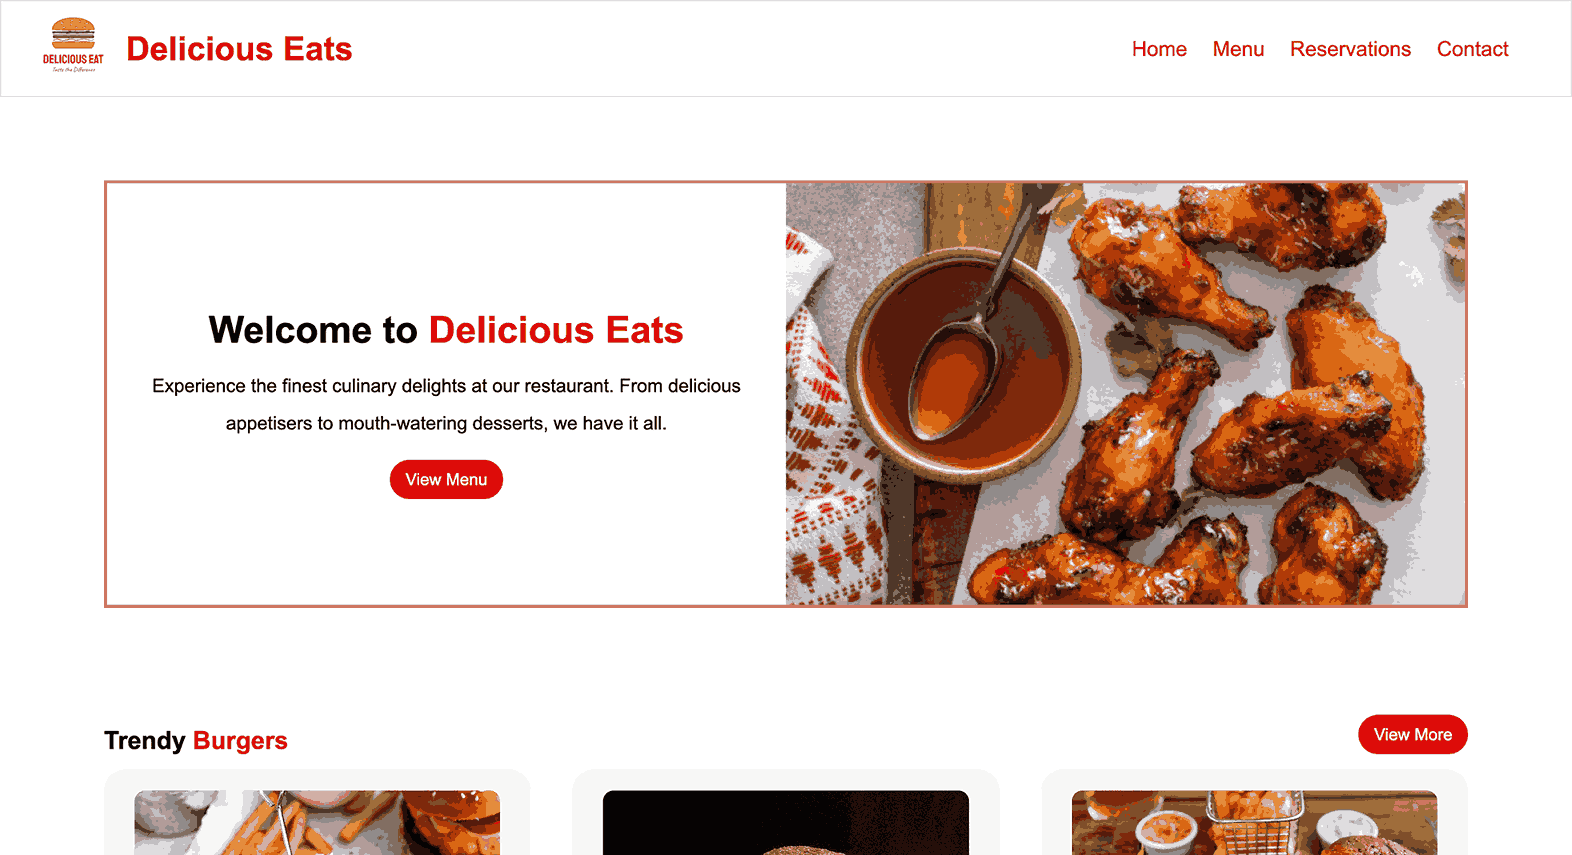 DELICIOUS EAT
Taste the Difference
Delicious Eats
Home
Menu
Reservations
Contact
Welcome to Delicious Eats
Experience the finest culinary delights at our restaurant. From delicious
appetisers to mouth-watering desserts, we have it all.
View Menu
Trendy Burgers
View More